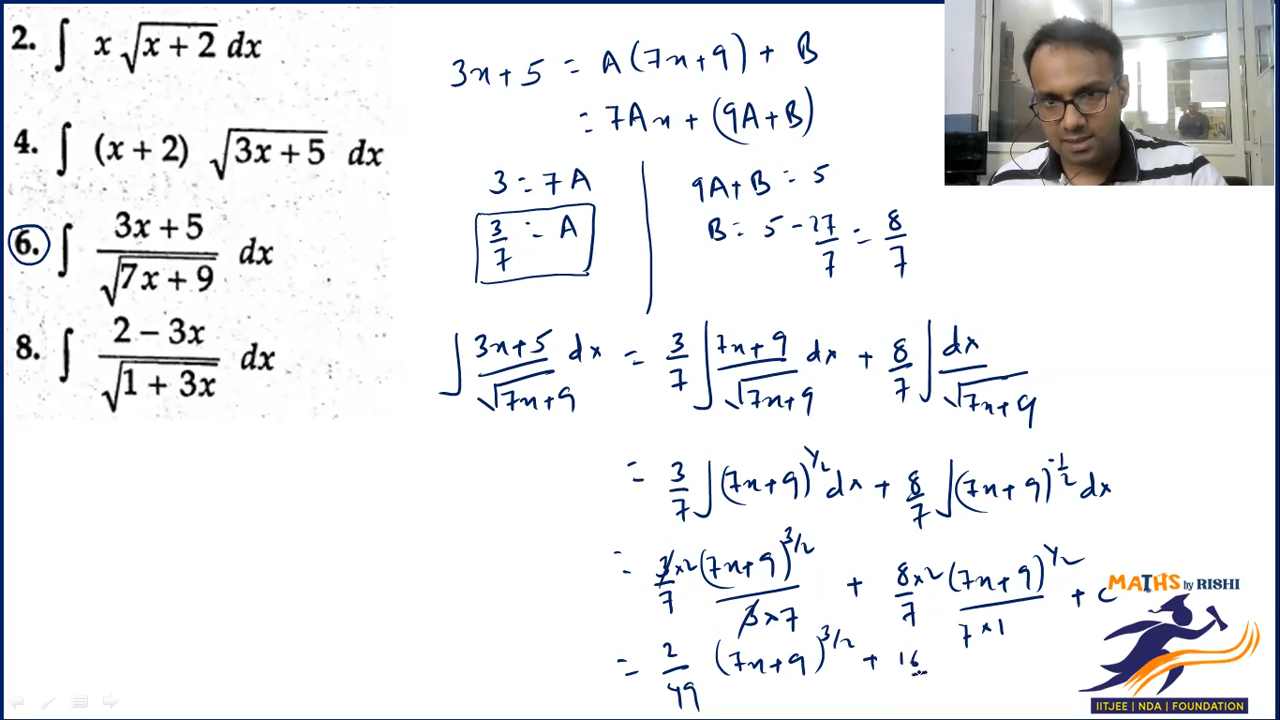 2. ∫ x √(x + 2) dx
4. ∫ (x + 2) √(3x + 5) dx
6. ∫ (3x + 5)/√(7x + 9) dx
8. ∫ (2 – 3x)/√(1 + 3x) dx
3x+5 = A(7x+9) + B
= 7Ax + (9A+B)
3 = 7A
3/7 = A
9A+B = 5
B = 5 - 27/7 = 8/7
∫ (3x+5)/√(7x+9) dx = 3/7 ∫ (7x+9)/√(7x+9) dx + 8/7 ∫ dx/√(7x+9)
= 3/7 ∫ (7x+9)^1/2 dx + 8/7 ∫ (7x+9)^-1/2 dx
= 3×2/7 (7x+9)^3/2/(3×7) + 8×2/7 (7x+9)^1/2/(7×1) + c
= 2/49 (7x+9)^3/2 + 16
MATHS by RISHI
IITJEE | NDA | FOUNDATION